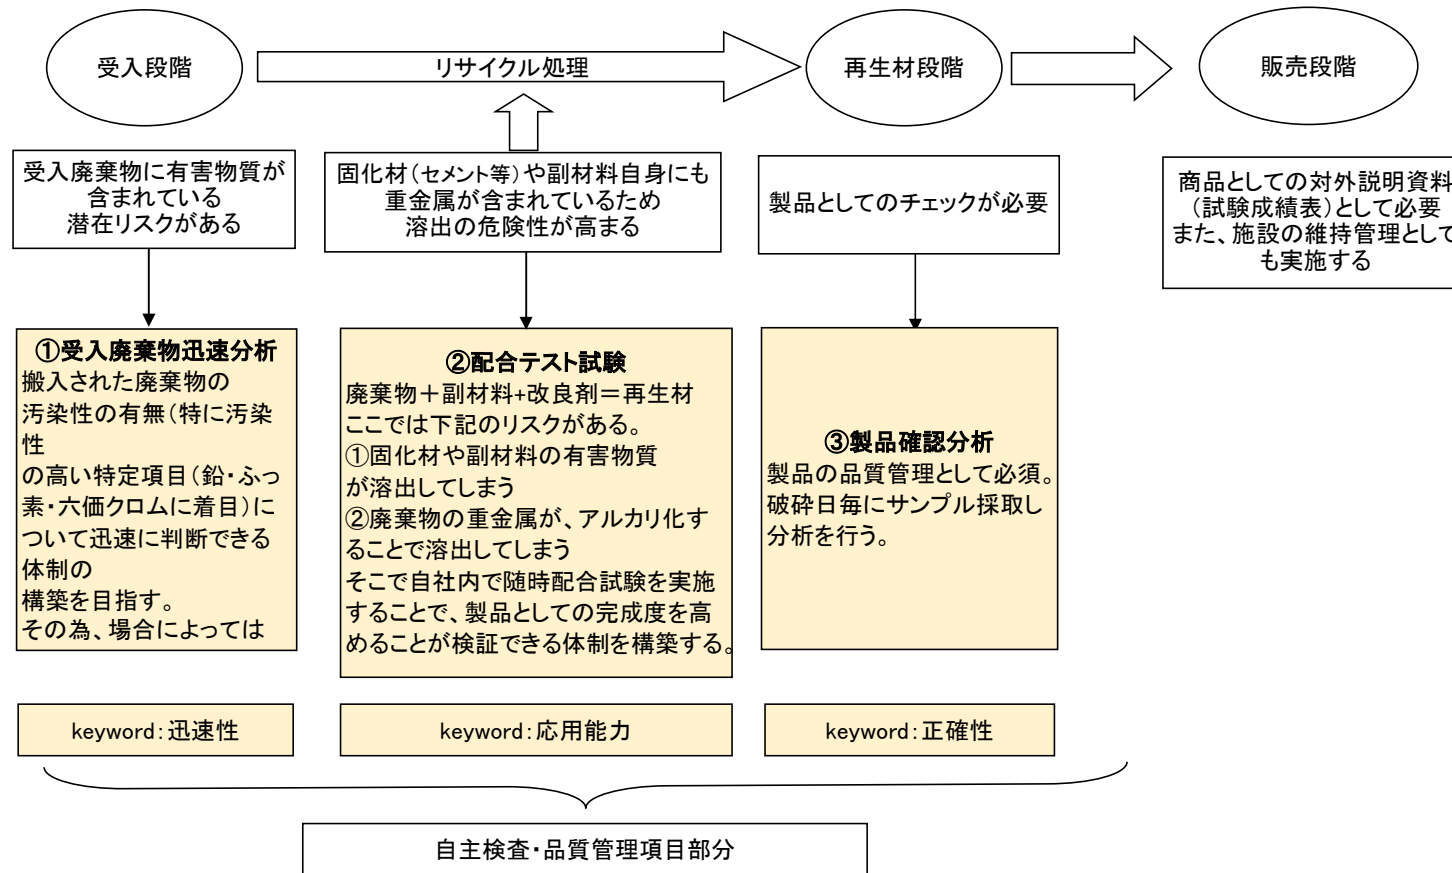 受入段階
リサイクル処理
再生材段階
販売段階
受入廃棄物に有害物質が
含まれている
潜在リスクがある
固化材(セメント等)や副材料自身にも
重金属が含まれているため
溶出の危険性が高まる
製品としてのチェックが必要
商品としての対外説明資料
(試験成績表)として必要
また、施設の維持管理として
も実施する
①受入廃棄物迅速分析
搬入された廃棄物の
汚染性の有無(特に汚染
性
の高い特定項目(鉛・ふっ
素・六価クロムに着目)に
ついて迅速に判断できる
体制の
構築を目指す。
その為、場合によっては
②配合テスト試験
廃棄物+副材料+改良剤=再生材
ここでは下記のリスクがある。
①固化材や副材料の有害物質
が溶出してしまう
②廃棄物の重金属が、アルカリ化す
ることで溶出してしまう
そこで自社内で随時配合試験を実施
することで、製品としての完成度を高
めることが検証できる体制を構築する。
③製品確認分析
製品の品質管理として必須。
破砕日毎にサンプル採取し
分析を行う。
keyword:迅速性
keyword:応用能力
keyword:正確性
自主検査・品質管理項目部分